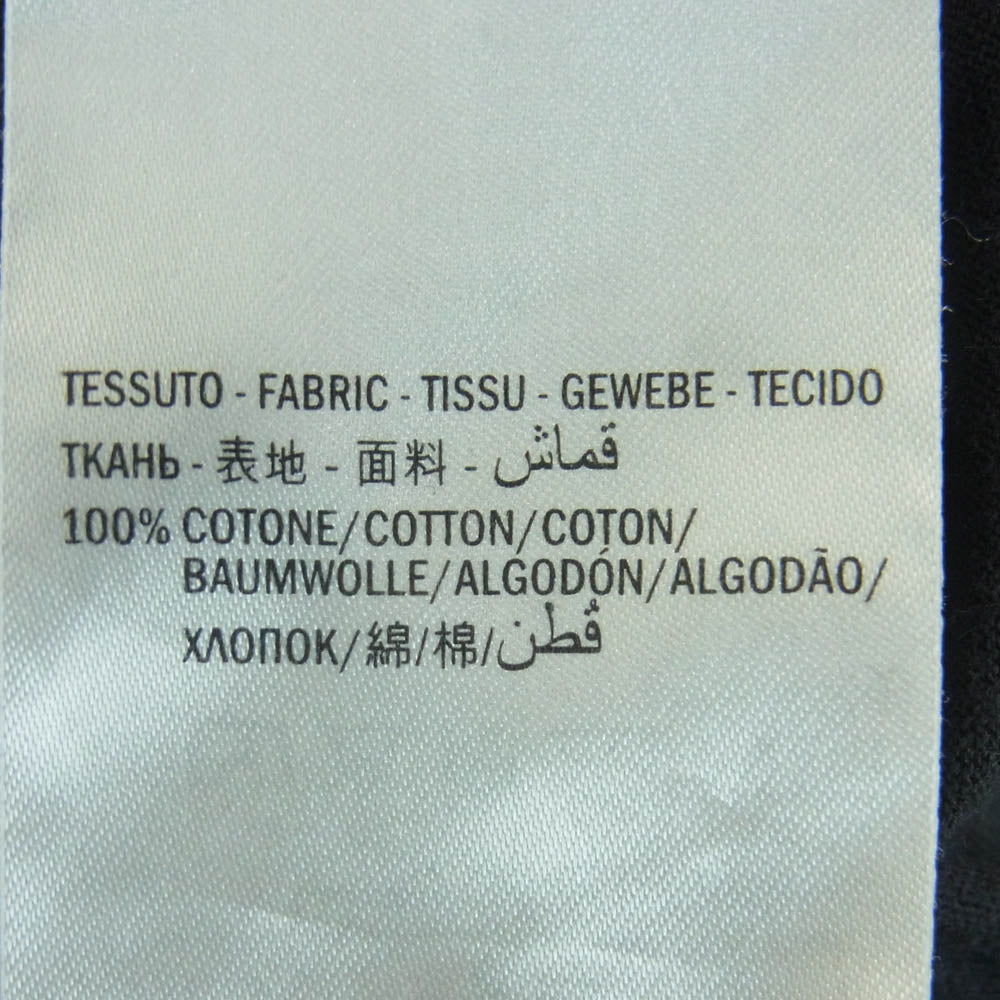 TESSUTO - FABRIC - TISSU - GEWEBE - TECIDO
ТКАНЬ - 表地 - 面料 - قماش
100% COTONE/COTTON/COTON/
BAUMWOLLE/ALGODÓN/ALGODÃO/
ХЛОПОК/綿/棉/قُطن